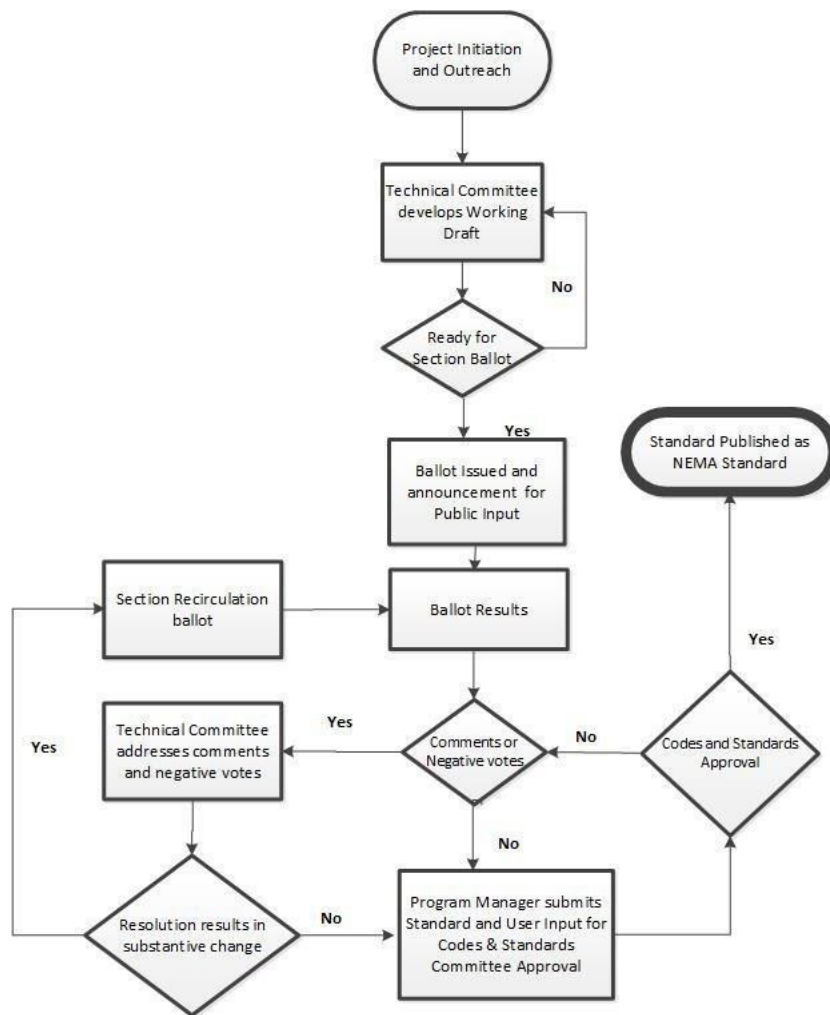 Project Initiation
and Outreach
Technical Committee
develops Working
Draft
No
Ready for
Section Ballot
Yes
Standard Published as
NEMA Standard
Ballot Issued and
announcement for
Public Input
Section Recirculation
ballot
Ballot Results
Yes
Technical Committee
addresses comments
and negative votes
Yes
Yes
Comments or
Negative votes
No
Codes and Standards
Approval
No
Resolution results in
substantive change
No
Program Manager submits
Standard and User Input for
Codes & Standards
Committee Approval